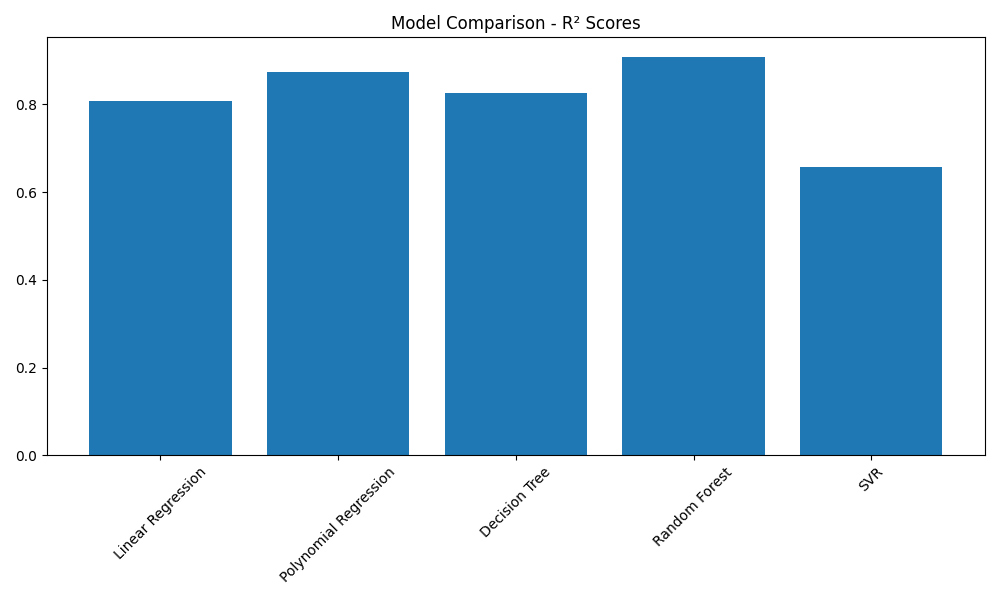 Model Comparison - R² Scores
0.8
0.6
0.4
0.2
0.0
Linear Regression
Polynomial Regression
Decision Tree
Random Forest
SVR